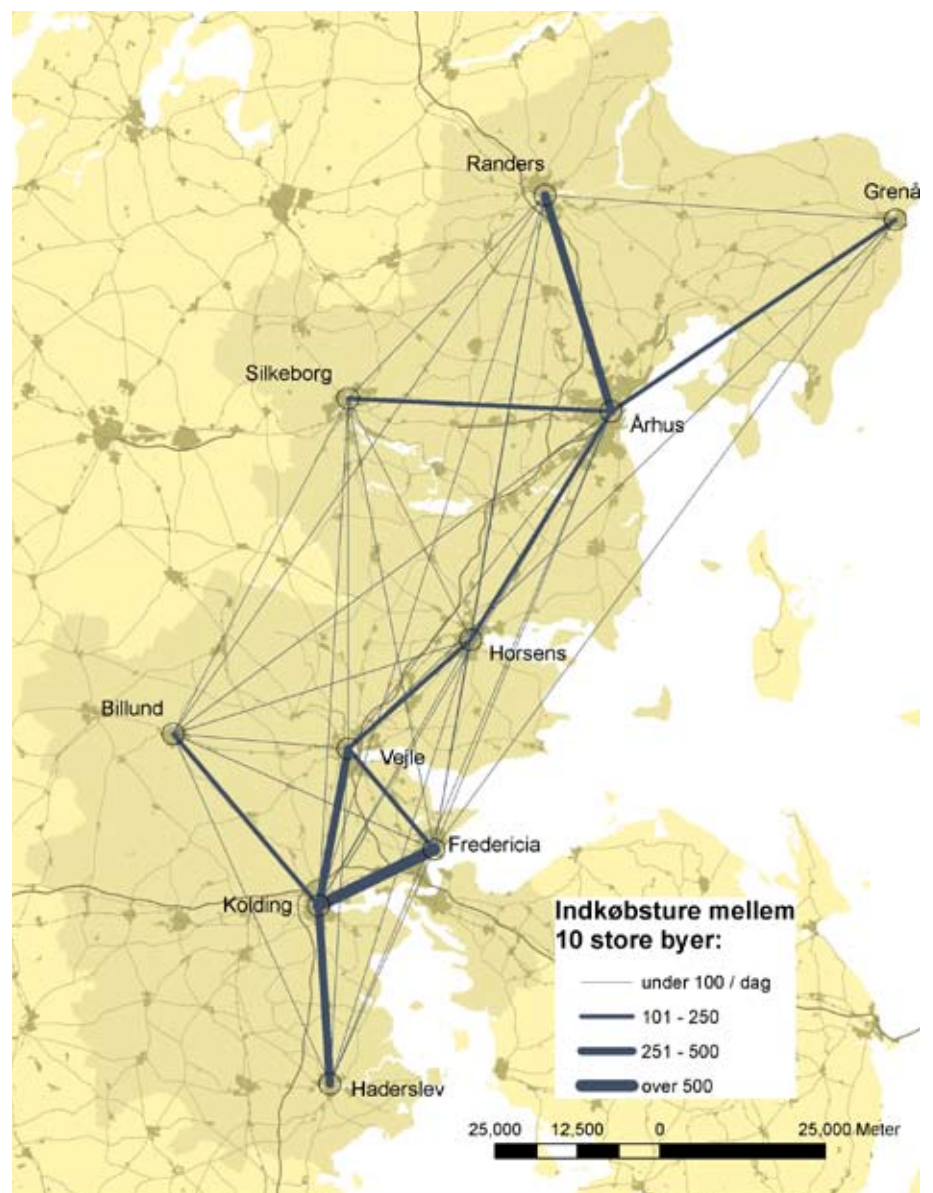 Randers
Grenå
Silkeborg
Århus
Horsens
Billund
Vejle
Fredericia
Kolding
Indkøbsture mellem
10 store byer:
under 100 / dag
101 - 250
251 - 500
over 500
Haderslev
25,000 12,500 0 25,000 Meter